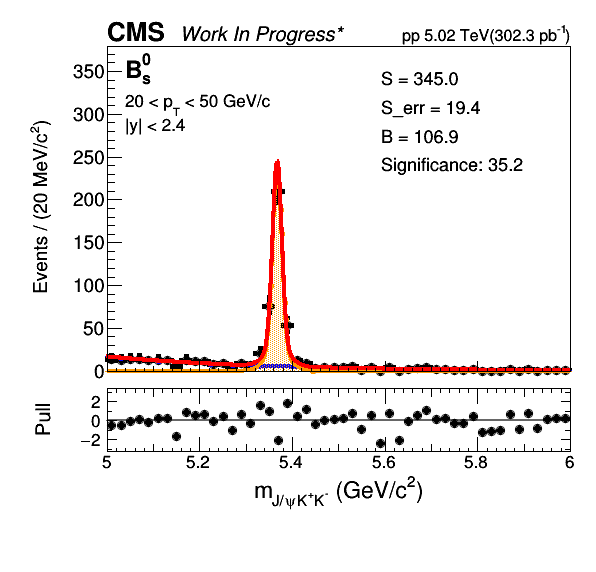 CMS Work In Progress* pp 5.02 TeV(302.3 pb⁻¹)
B⁰ₛ
20 < p_T < 50 GeV/c
|y| < 2.4
S = 345.0
S_err = 19.4
B = 106.9
Significance: 35.2
Events / (20 MeV/c²)
350
300
250
200
150
100
50
0
Pull
2
0
−2
5 5.2 5.4 5.6 5.8 6
m_J/ψK⁺K⁻ (GeV/c²)